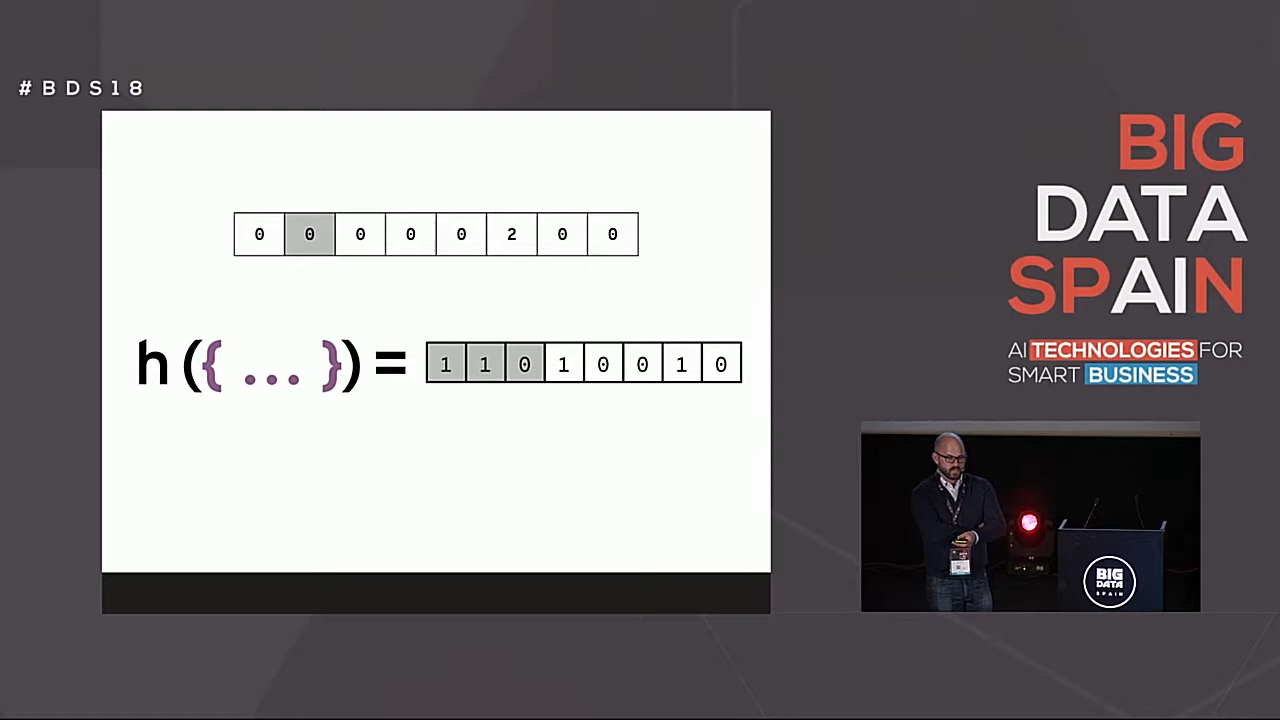 #BDS18
0 0 0 0 0 2 0 0
h({ ... }) = 1 1 0 1 0 0 1 0
BIG
DATA
SPAIN
AI TECHNOLOGIES FOR
SMART BUSINESS
BIG
DATA
SPAIN